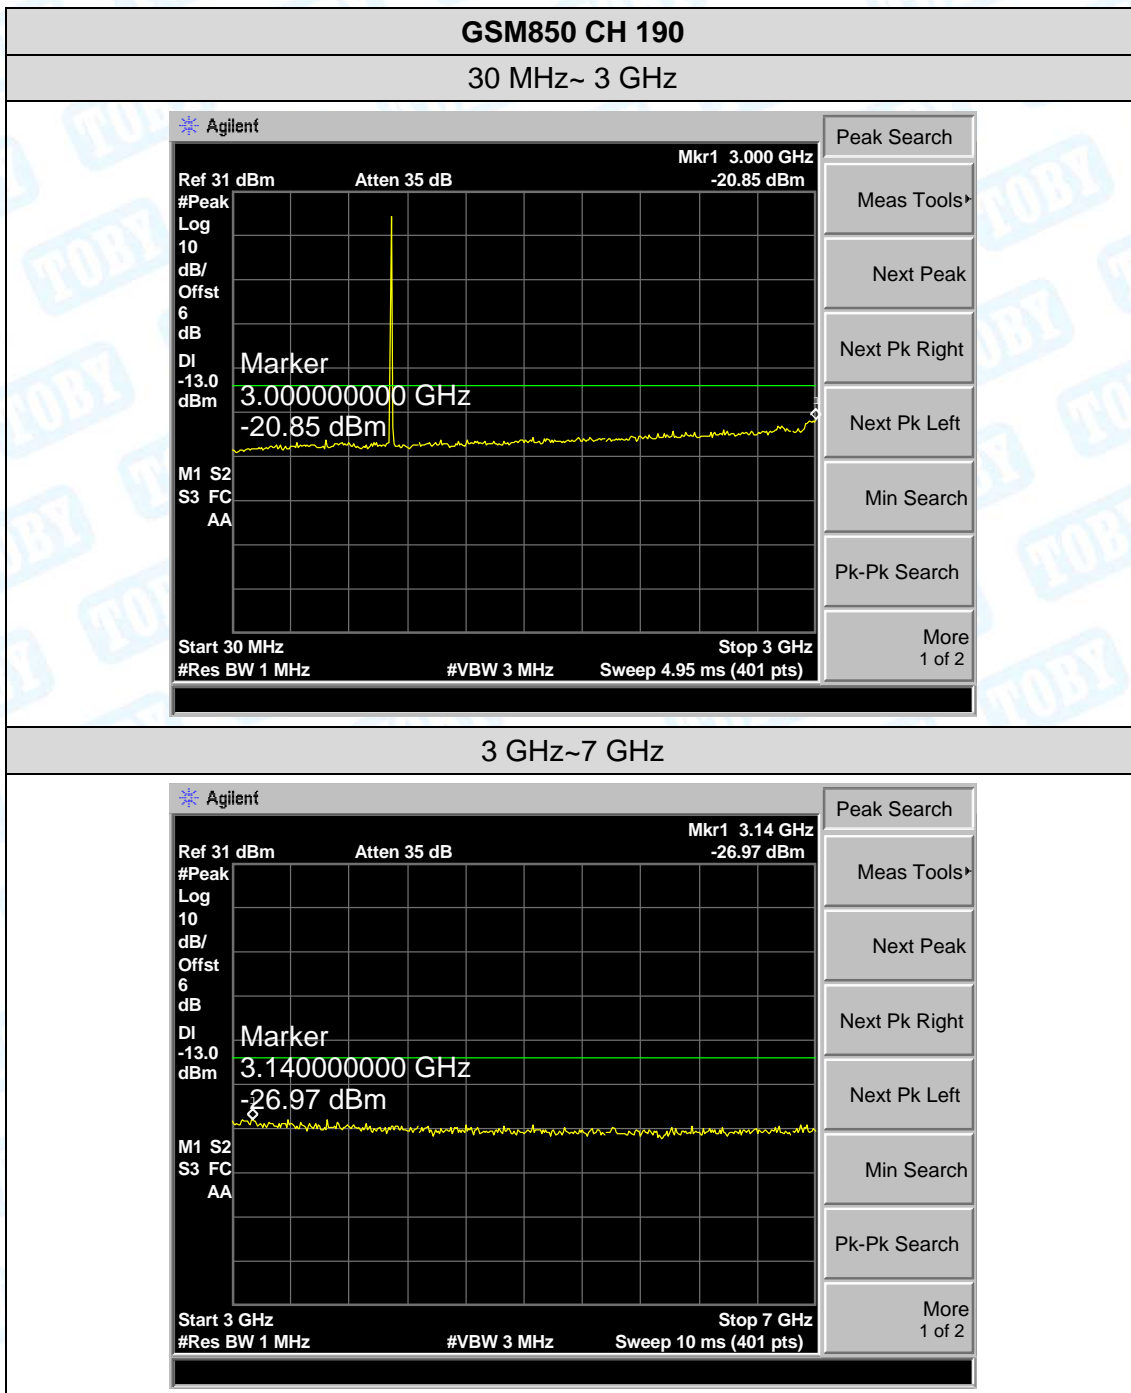 GSM850 CH 190
30 MHz~ 3 GHz
Agilent
Peak Search
Mkr1 3.000 GHz
Ref 31 dBm Atten 35 dB -20.85 dBm
#Peak
Log
10
dB/
Offst
6
dB
DI
-13.0
dBm
Marker
3.000000000 GHz
-20.85 dBm
M1 S2
S3 FC
AA
Start 30 MHz Stop 3 GHz
#Res BW 1 MHz #VBW 3 MHz Sweep 4.95 ms (401 pts)
Meas Tools
Next Peak
Next Pk Right
Next Pk Left
Min Search
Pk-Pk Search
More
1 of 2
3 GHz~7 GHz
Agilent
Peak Search
Mkr1 3.14 GHz
Ref 31 dBm Atten 35 dB -26.97 dBm
#Peak
Log
10
dB/
Offst
6
dB
DI
-13.0
dBm
Marker
3.140000000 GHz
-26.97 dBm
M1 S2
S3 FC
AA
Start 3 GHz Stop 7 GHz
#Res BW 1 MHz #VBW 3 MHz Sweep 10 ms (401 pts)
Meas Tools
Next Peak
Next Pk Right
Next Pk Left
Min Search
Pk-Pk Search
More
1 of 2
TOBY